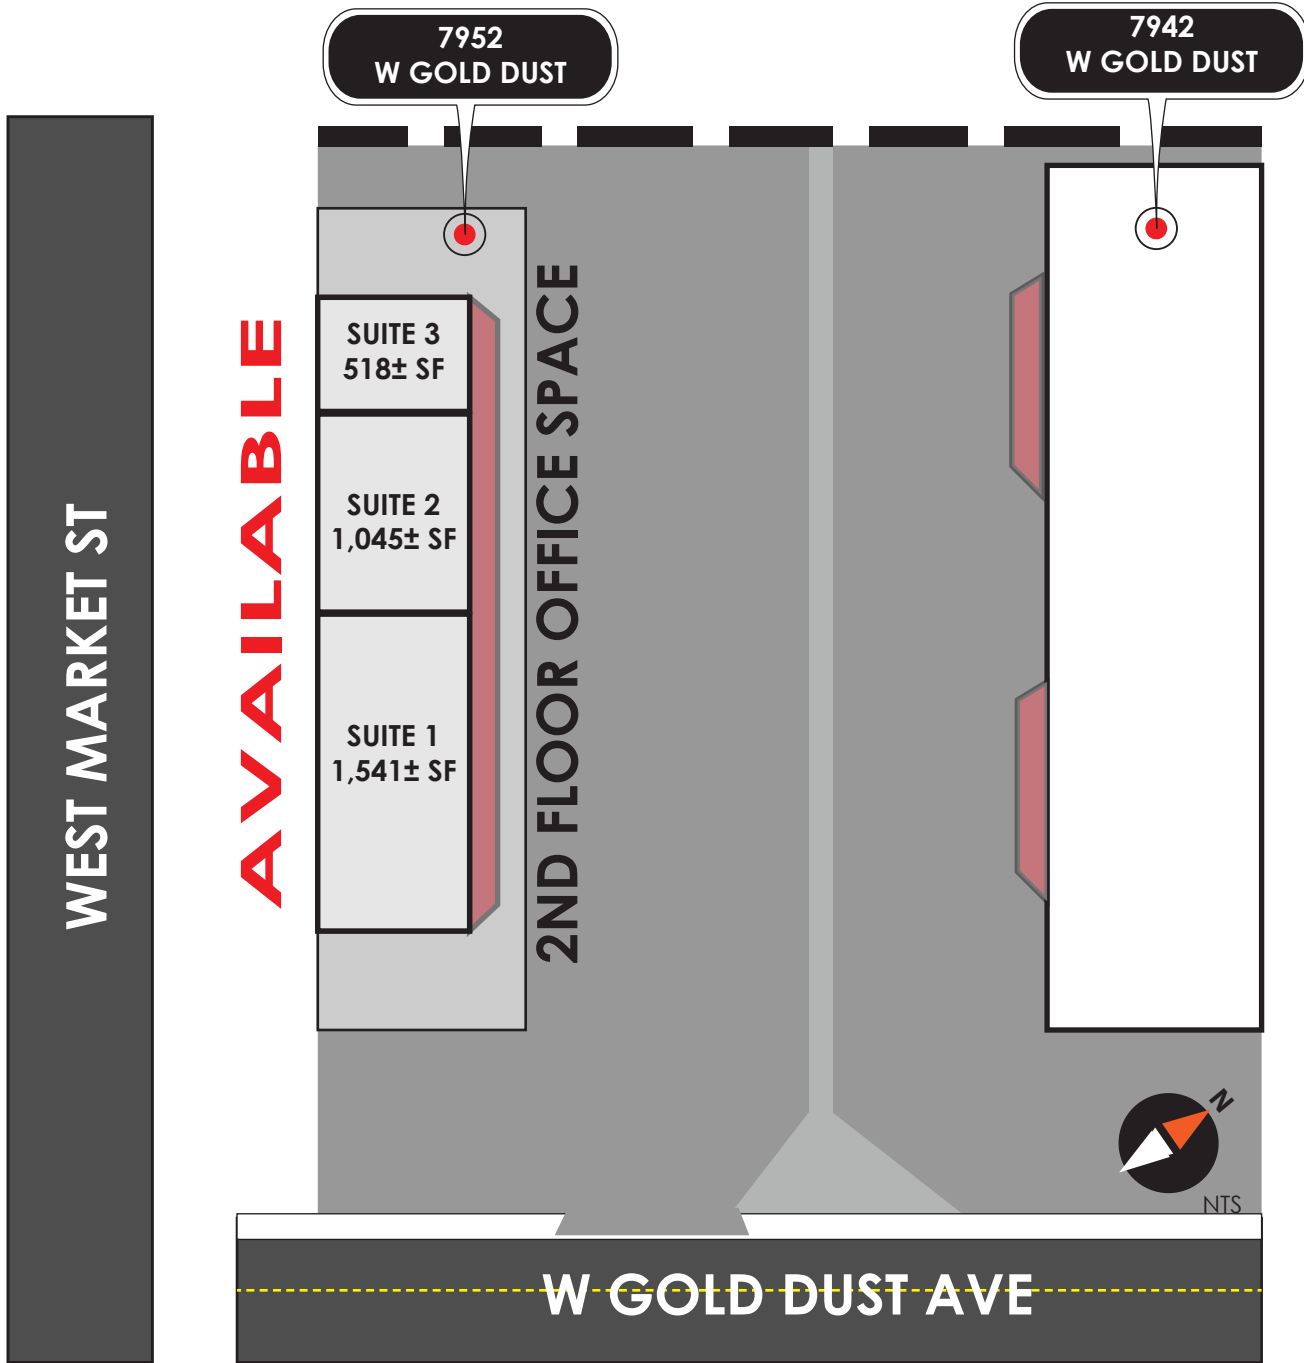 7952
W GOLD DUST
7942
W GOLD DUST
WEST MARKET ST
AVAILABLE
SUITE 3
518± SF
SUITE 2
1,045± SF
SUITE 1
1,541± SF
2ND FLOOR OFFICE SPACE
N
NTS
W GOLD DUST AVE